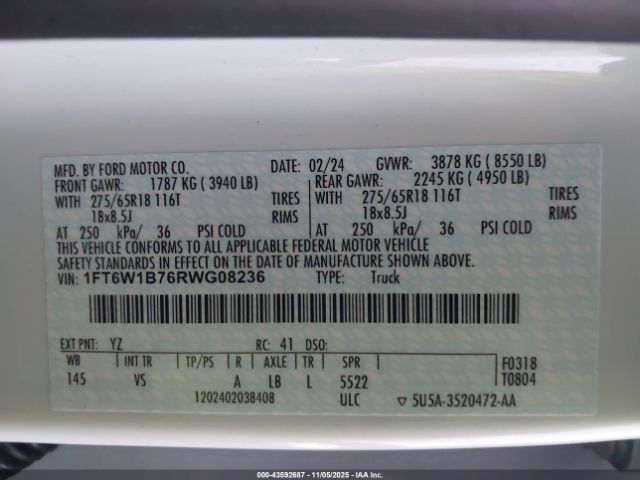 MFD. BY FORD MOTOR CO. DATE: 02/24 GVWR: 3878 KG ( 8550 LB)
FRONT GAWR: 1787 KG ( 3940 LB) REAR GAWR: 2245 KG ( 4950 LB)
WITH 275/65R18 116T TIRES WITH 275/65R18 116T TIRES
18x8.5J RIMS 18x8.5J RIMS
AT 250 kPa/ 36 PSI COLD AT 250 kPa/ 36 PSI COLD
THIS VEHICLE CONFORMS TO ALL APPLICABLE FEDERAL MOTOR VEHICLE
SAFETY STANDARDS IN EFFECT ON THE DATE OF MANUFACTURE SHOWN ABOVE.
VIN: 1FT6W1B76RWG08236 TYPE: Truck
EXT PNT: YZ RC: 41 DSO:
WB INT TR TP/PS R AXLE TR SPR F0318
145 VS A LB L 5522 T0804
1202402038408 ULC ▽ 5U5A-3520472-AA
000-43592687 - 11/05/2025 - IAA Inc.